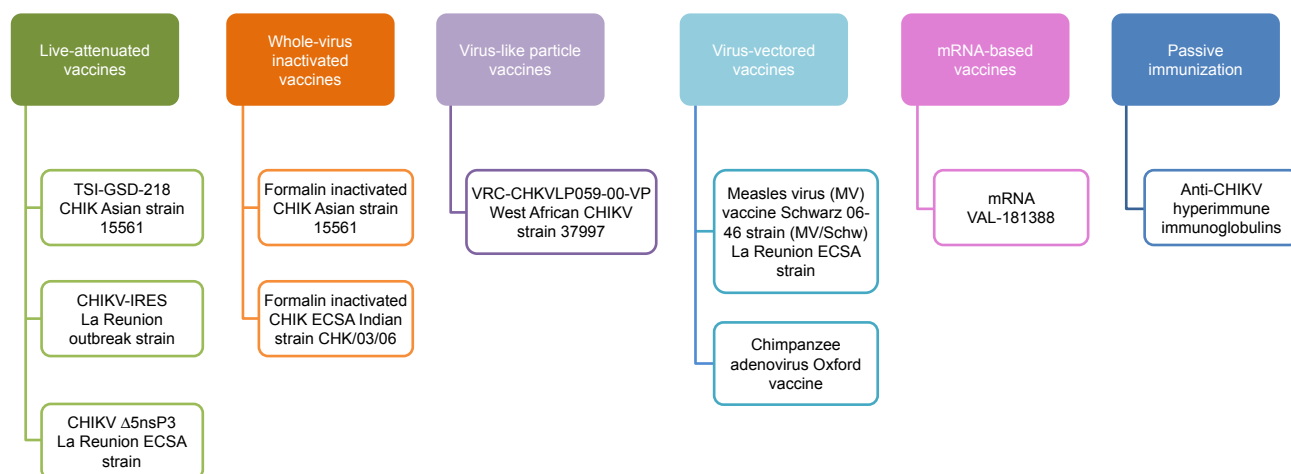 Live-attenuated
vaccines
TSI-GSD-218
CHIK Asian strain
15561
CHIKV-IRES
La Reunion
outbreak strain
CHIKV Δ5nsP3
La Reunion ECSA
strain
Whole-virus
inactivated
vaccines
Formalin inactivated
CHIK Asian strain
15561
Formalin inactivated
CHIK ECSA Indian
strain CHK/03/06
Virus-like particle
vaccines
VRC-CHKVLP059-00-VP
West African CHIKV
strain 37997
Virus-vectored
vaccines
Measles virus (MV)
vaccine Schwarz 06-
46 strain (MV/Schw)
La Reunion ECSA
strain
Chimpanzee
adenovirus Oxford
vaccine
mRNA-based
vaccines
mRNA
VAL-181388
Passive
immunization
Anti-CHIKV
hyperimmune
immunoglobulins